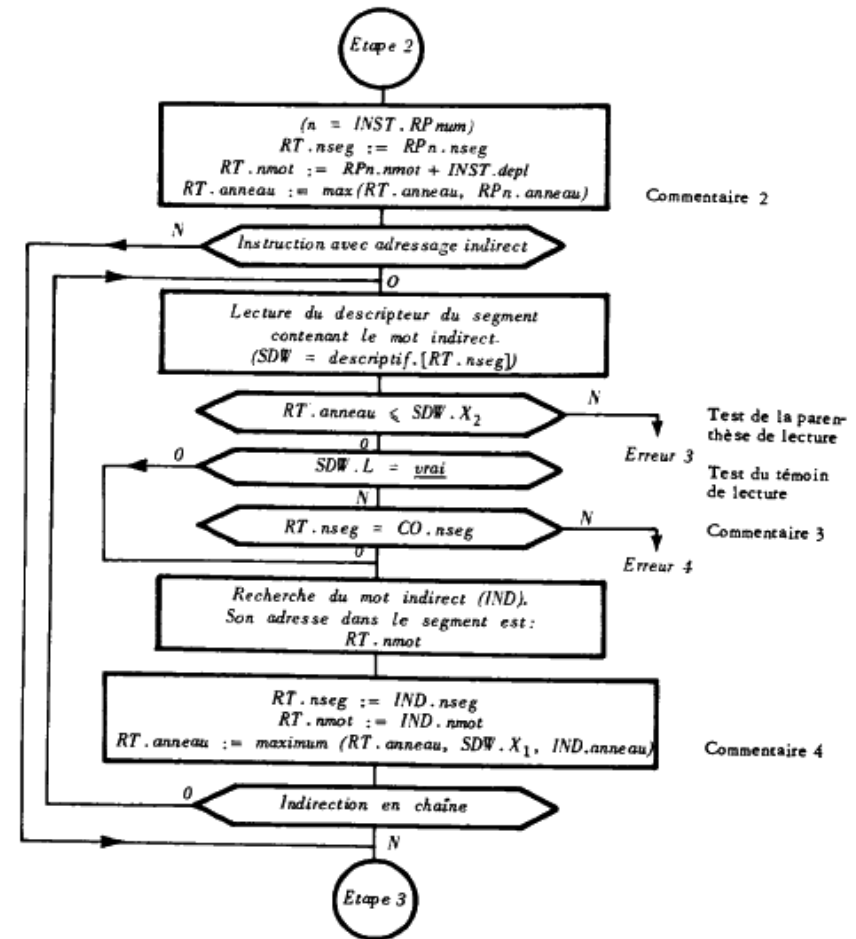 Etape 2
(n = INST.RPnum)
RT.nseg := RPn.nseg
RT.nmot := RPn.nmot + INST.depl
RT.anneau := max(RT.anneau, RPn.anneau)
Commentaire 2
N
Instruction avec adressage indirect
O
Lecture du descripteur du segment
contenant le mot indirect.
(SDW = descriptif.[RT.nseg])
N
RT.anneau ⩽ SDW.X₂
Test de la paren-
thèse de lecture
Erreur 3
O
O
SDW.L = vrai
Test du témoin
de lecture
N
N
RT.nseg = CO.nseg
Commentaire 3
O
Erreur 4
Recherche du mot indirect (IND).
Son adresse dans le segment est:
RT.nmot
RT.nseg := IND.nseg
RT.nmot := IND.nmot
RT.anneau := maximum (RT.anneau, SDW.X₁, IND.anneau)
Commentaire 4
O
Indirection en chaîne
N
Etape 3